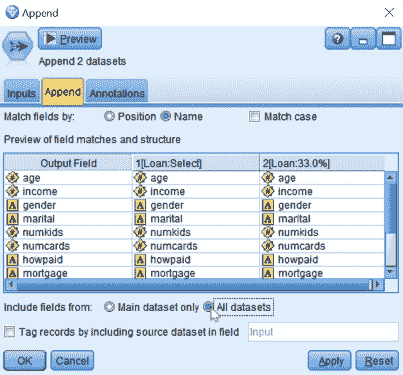 Append
Preview
Append 2 datasets
Inputs Append Annotations
Match fields by: Position Name Match case
Preview of field matches and structure
Output Field 1[Loan:Select] 2[Loan:33.0%]
age age age
income income income
gender gender gender
marital marital marital
numkids numkids numkids
numcards numcards numcards
howpaid howpaid howpaid
mortgage mortgage mortgage
Include fields from: Main dataset only All datasets
Tag records by including source dataset in field Input
OK Cancel Apply Reset